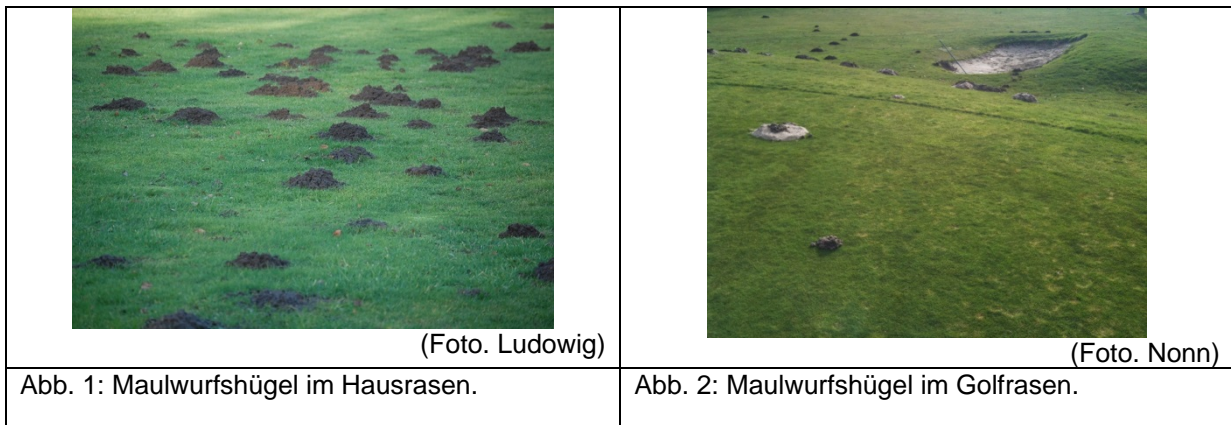 (Foto. Ludowig)
(Foto. Nonn)
Abb. 1: Maulwurfshügel im Hausrasen.
Abb. 2: Maulwurfshügel im Golfrasen.